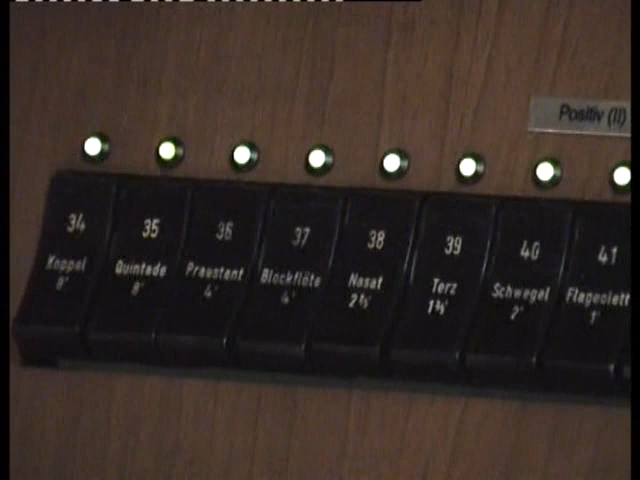 Positiv (II)
34
Koppel
8'
35
Quintade
8'
36
Praestant
4'
37
Blockflöte
4'
38
Nasat
2⅔'
39
Terz
1⅗'
40
Schwegel
2'
41
Flageolett
1'